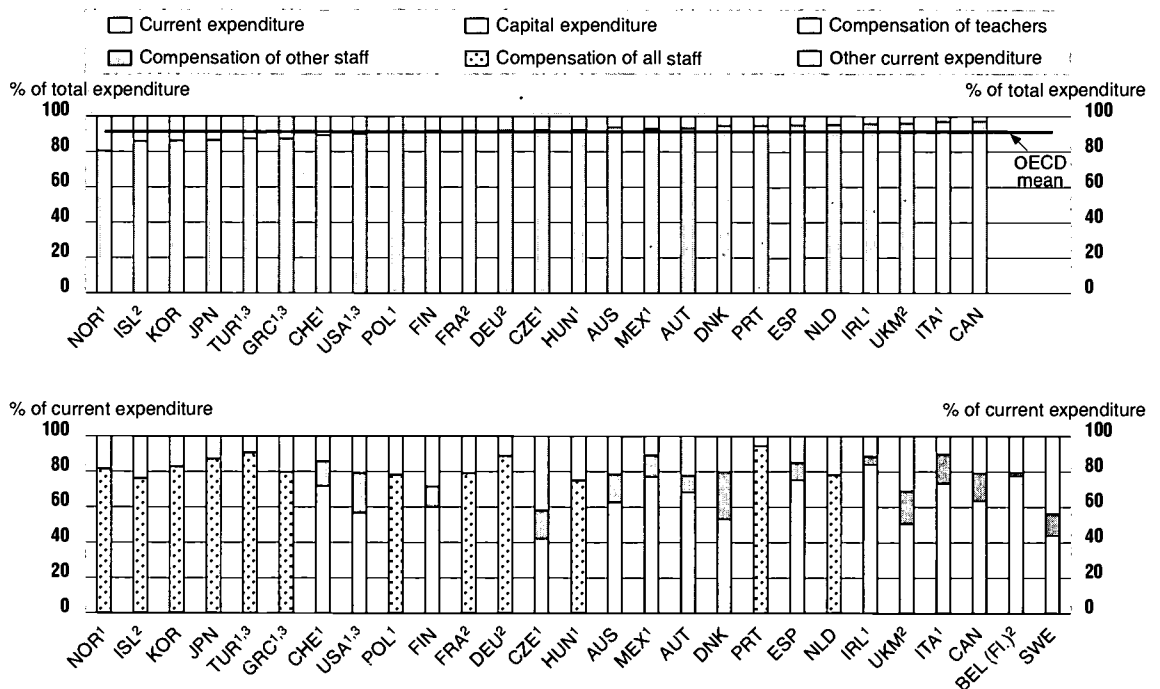 Current expenditure Capital expenditure Compensation of teachers
Compensation of other staff Compensation of all staff Other current expenditure
% of total expenditure % of total expenditure
100 100
80 80
OECD
mean
60 60
40 40
20 20
0 0
NOR¹ ISL² KOR JPN TUR¹·³ GRC¹·³ CHE¹ USA¹·³ POL¹ FIN FRA² DEU² CZE¹ HUN¹ AUS MEX¹ AUT DNK PRT ESP NLD IRL¹ UKM² ITA¹ CAN
% of current expenditure % of current expenditure
100 100
80 80
60 60
40 40
20 20
0 0
NOR¹ ISL² KOR JPN TUR¹·³ GRC¹·³ CHE¹ USA¹·³ POL¹ FIN FRA² DEU² CZE¹ HUN¹ AUS MEX¹ AUT DNK PRT ESP NLD IRL¹ UKM² ITA¹ CAN BEL (Fl.)² SWE